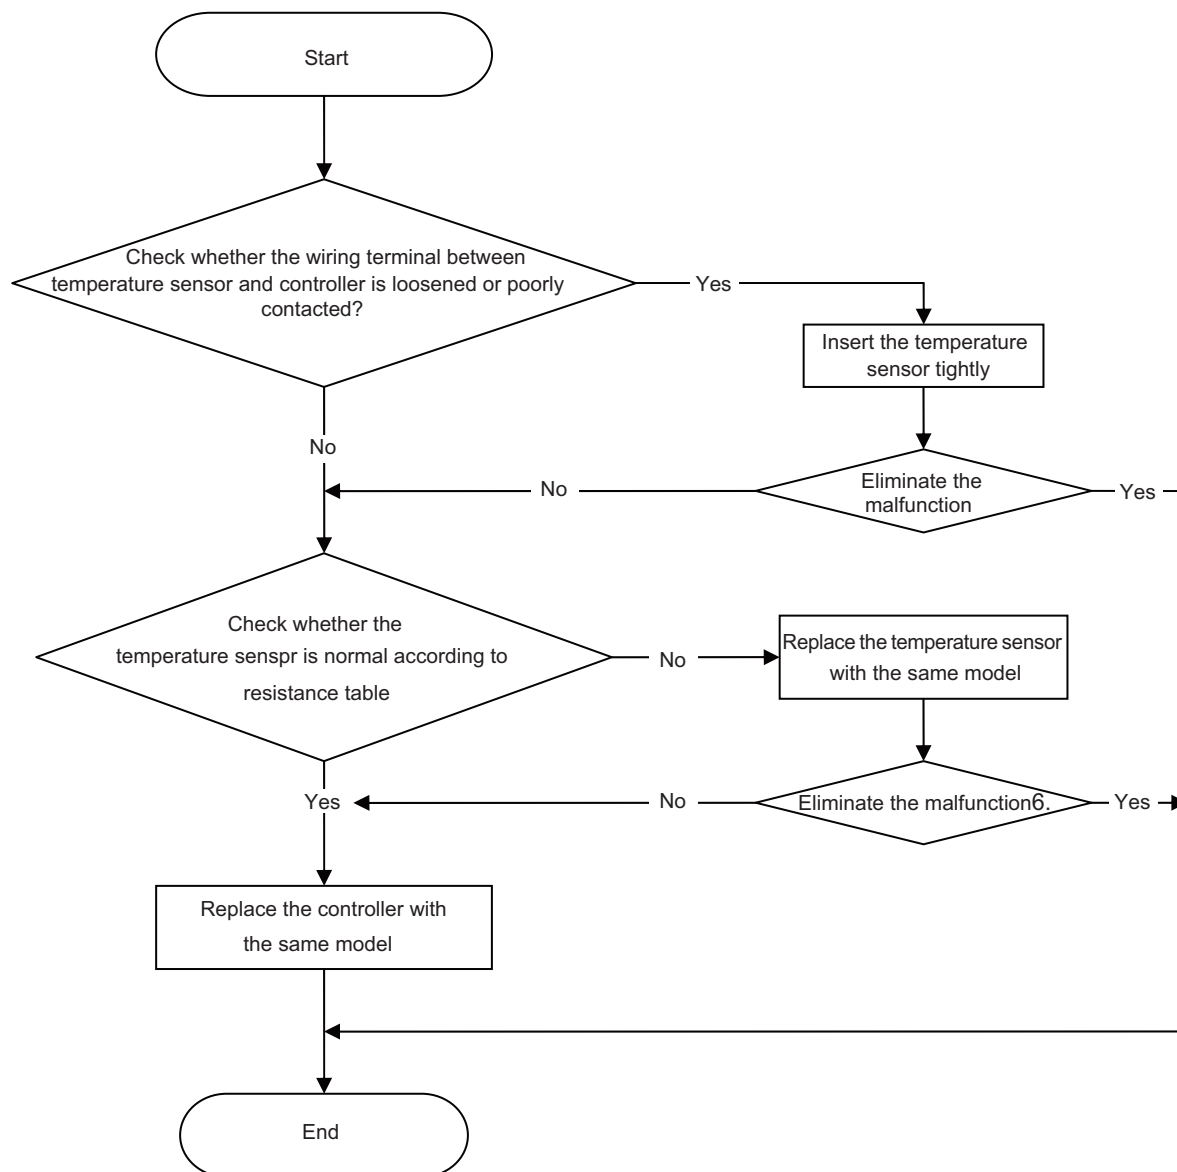 Start
Check whether the wiring terminal between
temperature sensor and controller is loosened or poorly
contacted?
Yes
Insert the temperature
sensor tightly
No
Eliminate the
malfunction
No
Yes
Check whether the
temperature senspr is normal according to
resistance table
No
Replace the temperature sensor
with the same model
Yes
No
Eliminate the malfunction6.
Yes
Replace the controller with
the same model
End